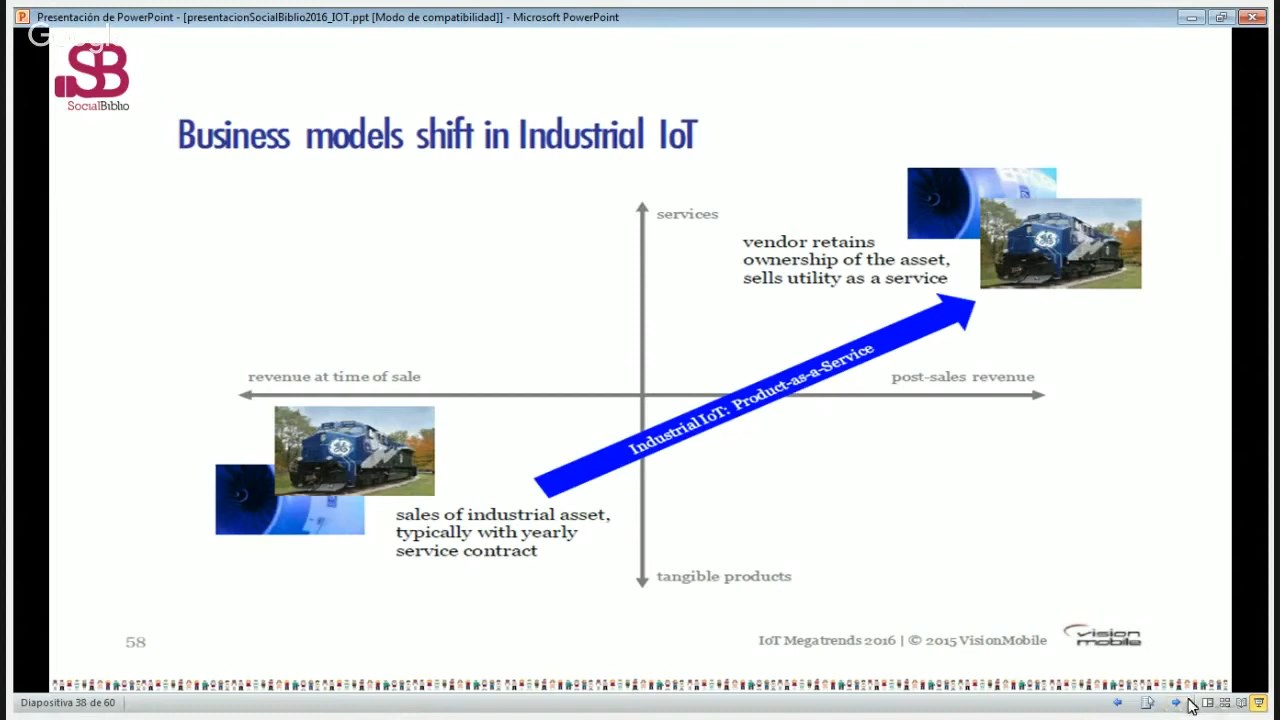 Presentación de PowerPoint - [presentacionSocialBiblio2016_IOT.ppt [Modo de compatibilidad]] - Microsoft PowerPoint
SB
SocialBiblio
Business models shift in Industrial IoT
services
vendor retains
ownership of the asset,
sells utility as a service
revenue at time of sale
post-sales revenue
Industrial IoT: Product-as-a-Service
sales of industrial asset,
typically with yearly
service contract
tangible products
58
IoT Megatrends 2016 | © 2015 VisionMobile
vision
mobile
Diapositiva 38 de 60